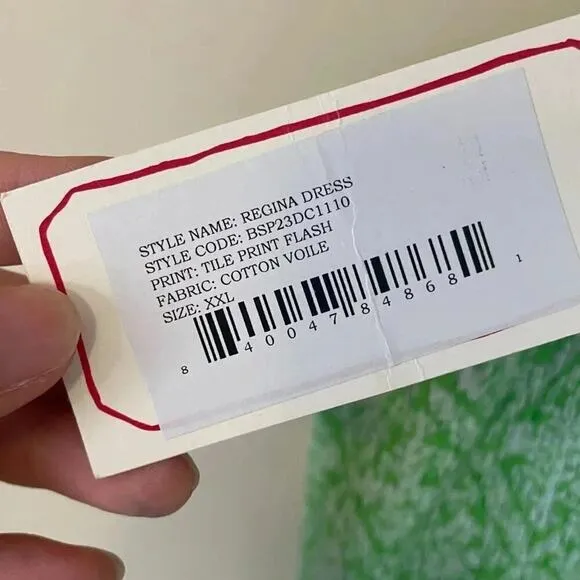 STYLE NAME: REGINA DRESS
STYLE CODE: BSP23DC1110
PRINT: TILE PRINT FLASH
FABRIC: COTTON VOILE
SIZE: XXL
8 40047 84868 1